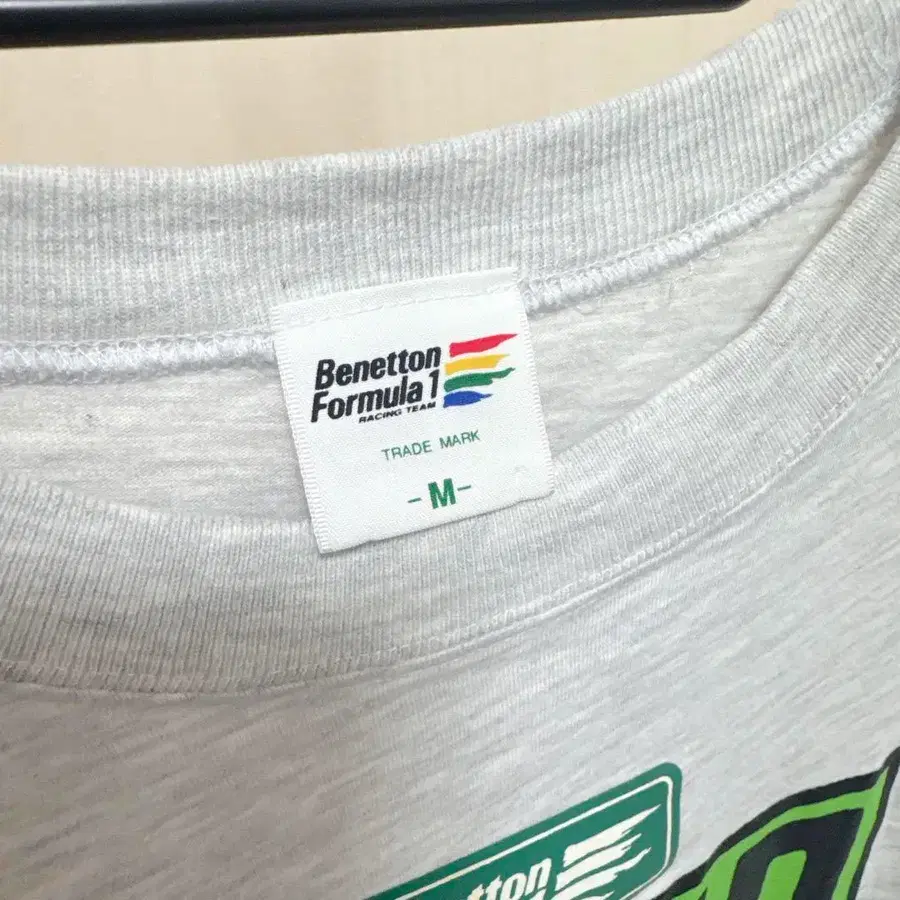 Benetton
Formula 1
RACING TEAM
TRADE MARK
- M -